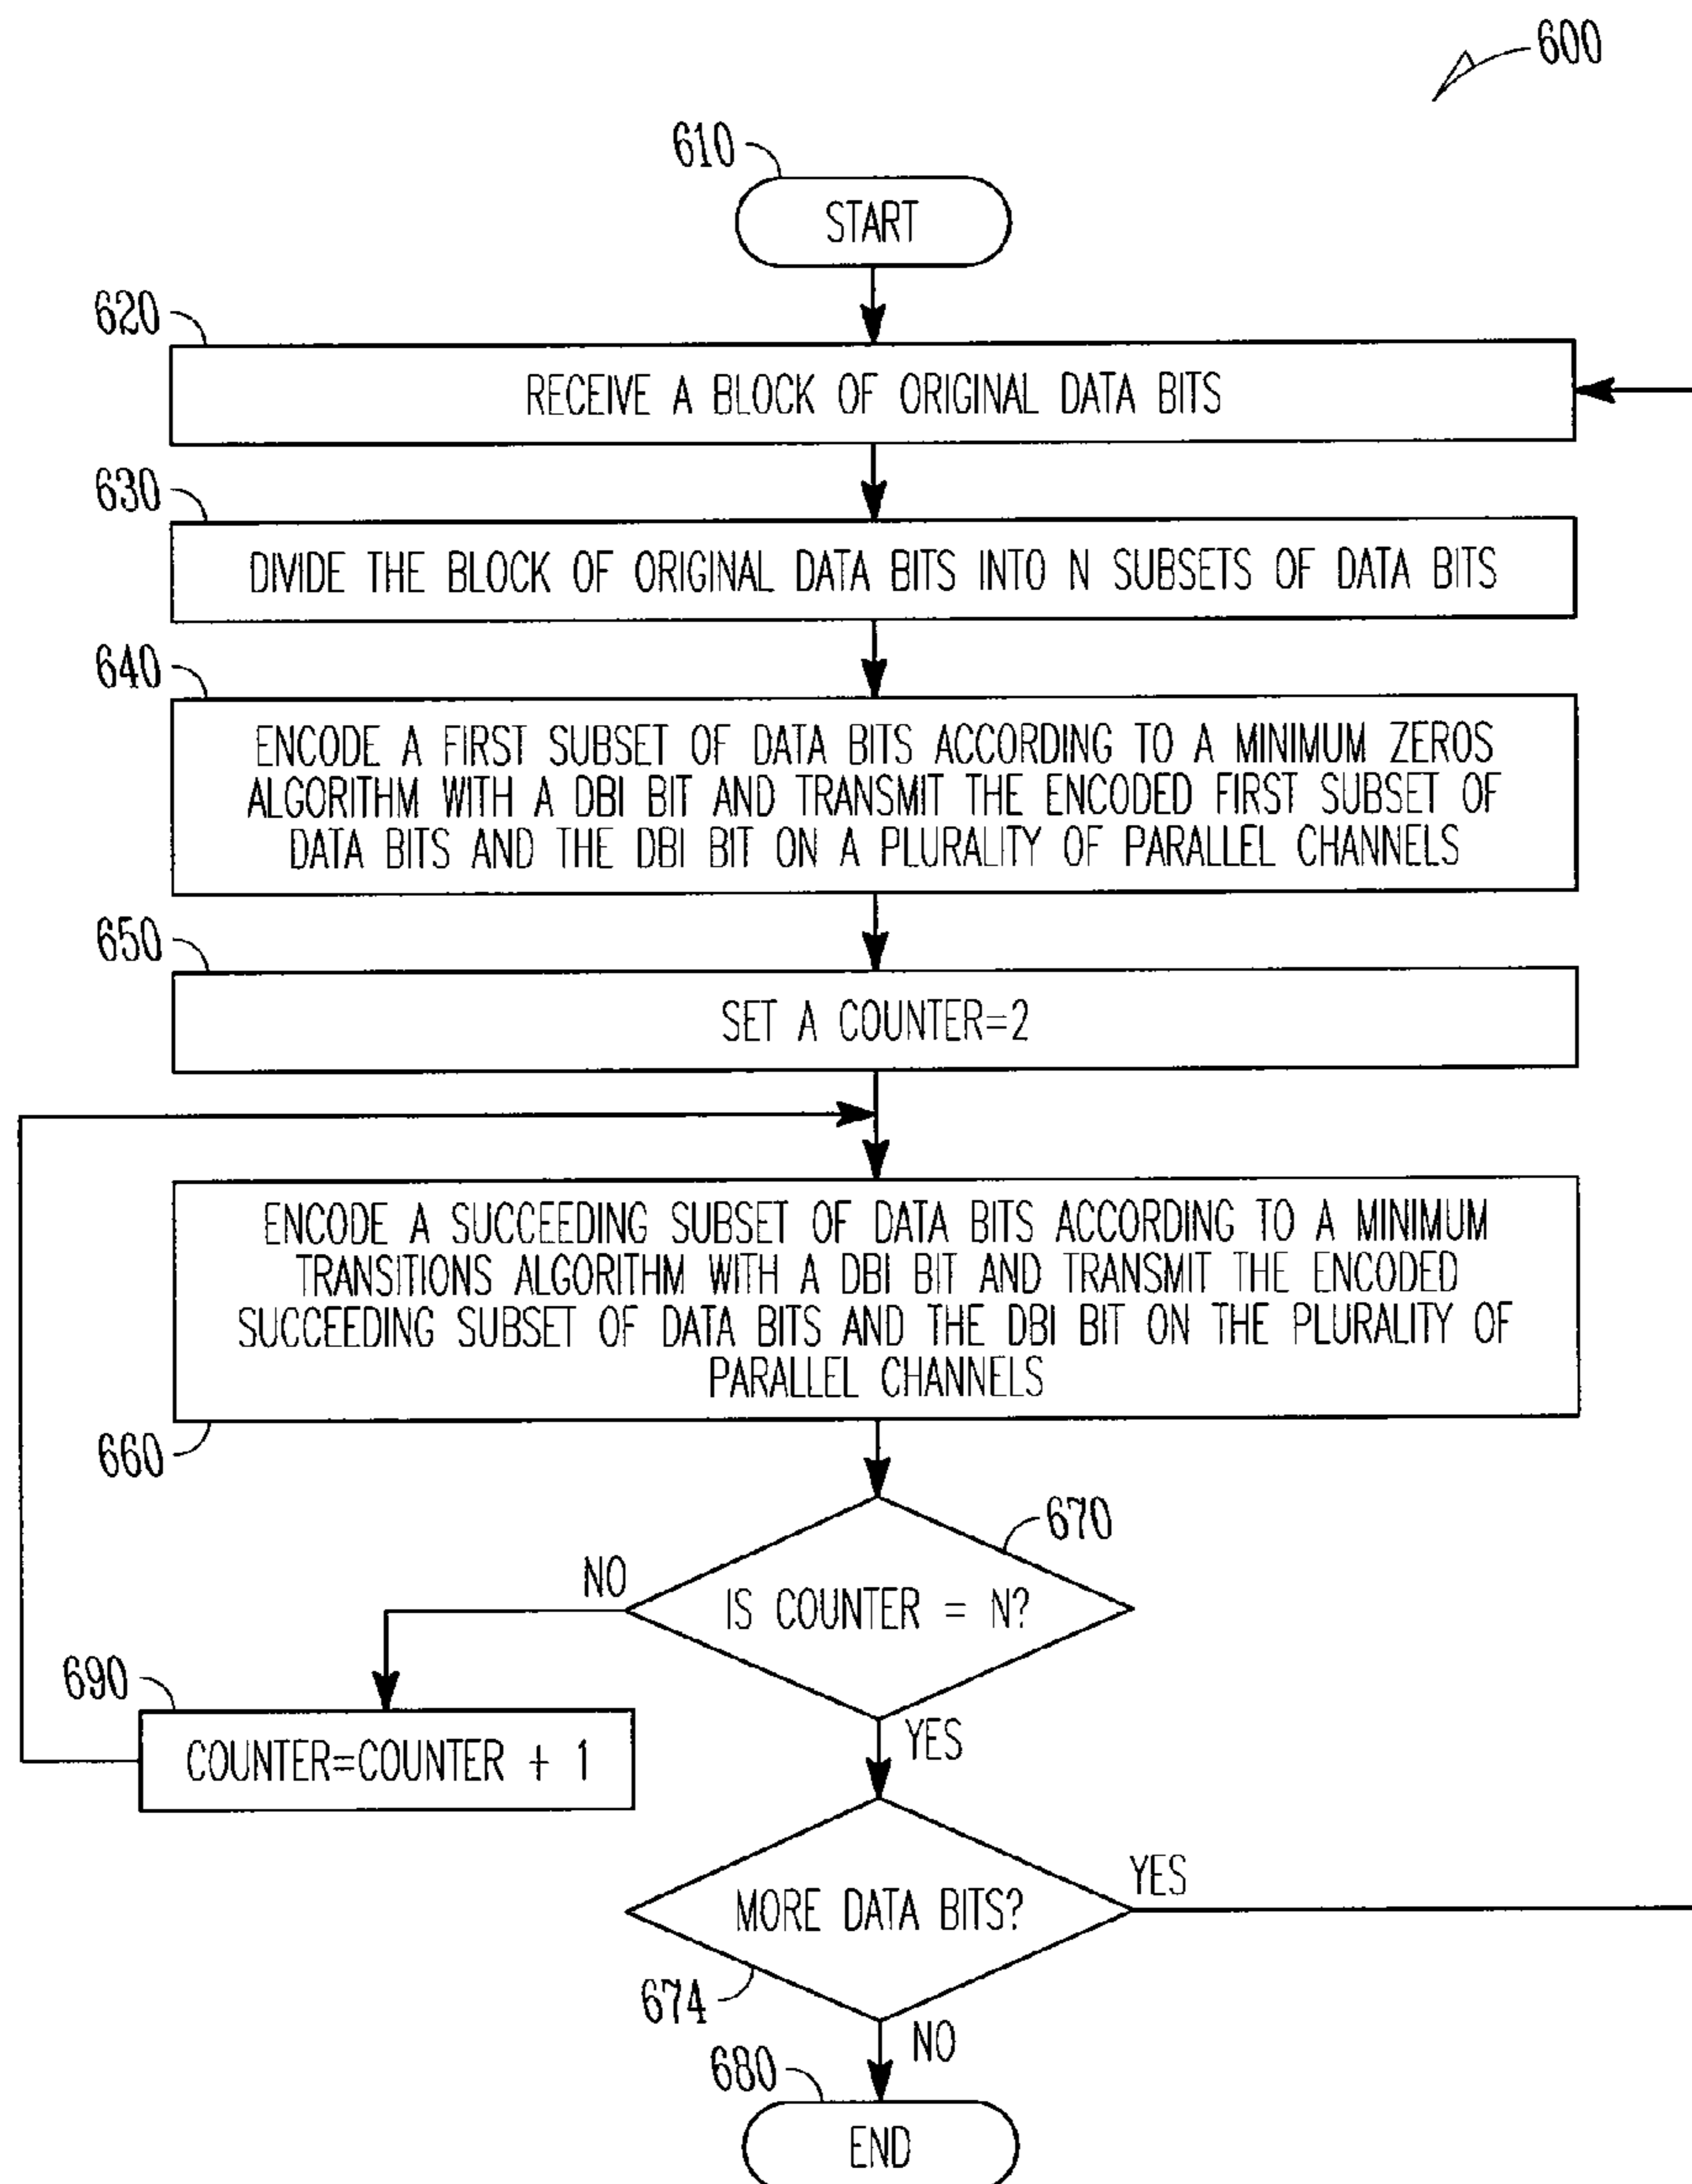 600
610
START
620
RECEIVE A BLOCK OF ORIGINAL DATA BITS
630
DIVIDE THE BLOCK OF ORIGINAL DATA BITS INTO N SUBSETS OF DATA BITS
640
ENCODE A FIRST SUBSET OF DATA BITS ACCORDING TO A MINIMUM ZEROS
ALGORITHM WITH A DBI BIT AND TRANSMIT THE ENCODED FIRST SUBSET OF
DATA BITS AND THE DBI BIT ON A PLURALITY OF PARALLEL CHANNELS
650
SET A COUNTER=2
ENCODE A SUCCEEDING SUBSET OF DATA BITS ACCORDING TO A MINIMUM
TRANSITIONS ALGORITHM WITH A DBI BIT AND TRANSMIT THE ENCODED
SUCCEEDING SUBSET OF DATA BITS AND THE DBI BIT ON THE PLURALITY OF
PARALLEL CHANNELS
660
670
NO
IS COUNTER = N?
690
YES
COUNTER=COUNTER + 1
YES
MORE DATA BITS?
674
NO
680
END